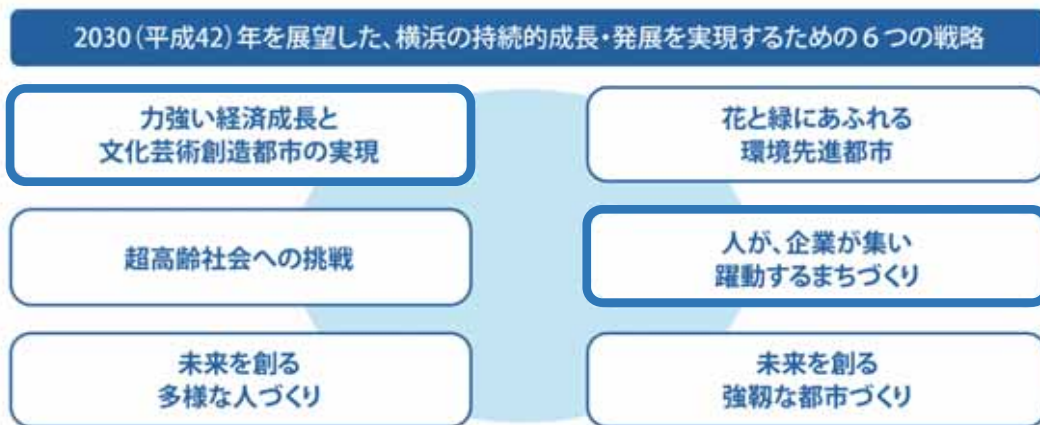 2030(平成42)年を展望した、横浜の持続的成長・発展を実現するための6つの戦略
力強い経済成長と
文化芸術創造都市の実現
花と緑にあふれる
環境先進都市
超高齢社会への挑戦
人が、企業が集い
躍動するまちづくり
未来を創る
多様な人づくり
未来を創る
強靱な都市づくり